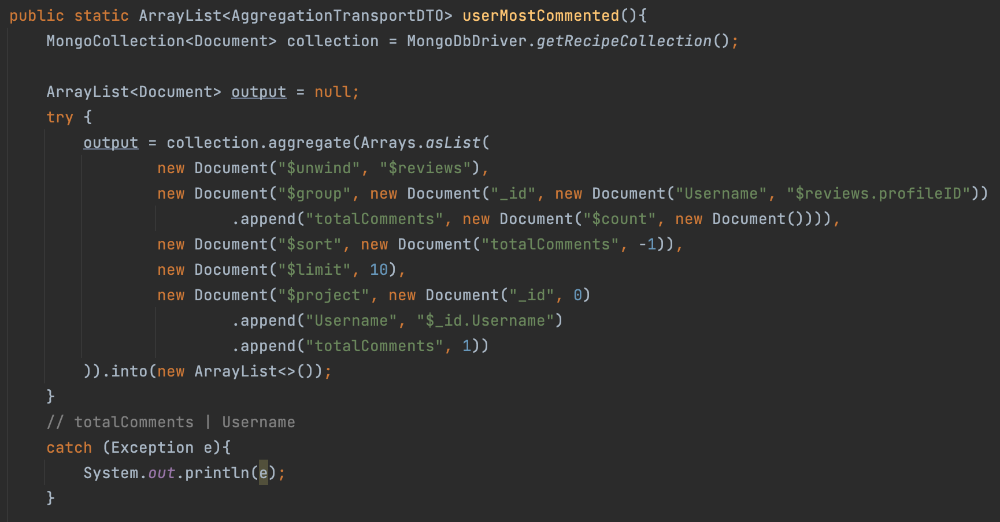 public static ArrayList<AggregationTransportDTO> userMostCommented(){
    MongoCollection<Document> collection = MongoDbDriver.getRecipeCollection();

    ArrayList<Document> output = null;
    try {
        output = collection.aggregate(Arrays.asList(
                new Document("$unwind", "$reviews"),
                new Document("$group", new Document("_id", new Document("Username", "$reviews.profileID"))
                        .append("totalComments", new Document("$count", new Document()))),
                new Document("$sort", new Document("totalComments", -1)),
                new Document("$limit", 10),
                new Document("$project", new Document("_id", 0)
                        .append("Username", "$_id.Username")
                        .append("totalComments", 1))
        )).into(new ArrayList<>());
    }
    // totalComments | Username
    catch (Exception e){
        System.out.println(e);
    }